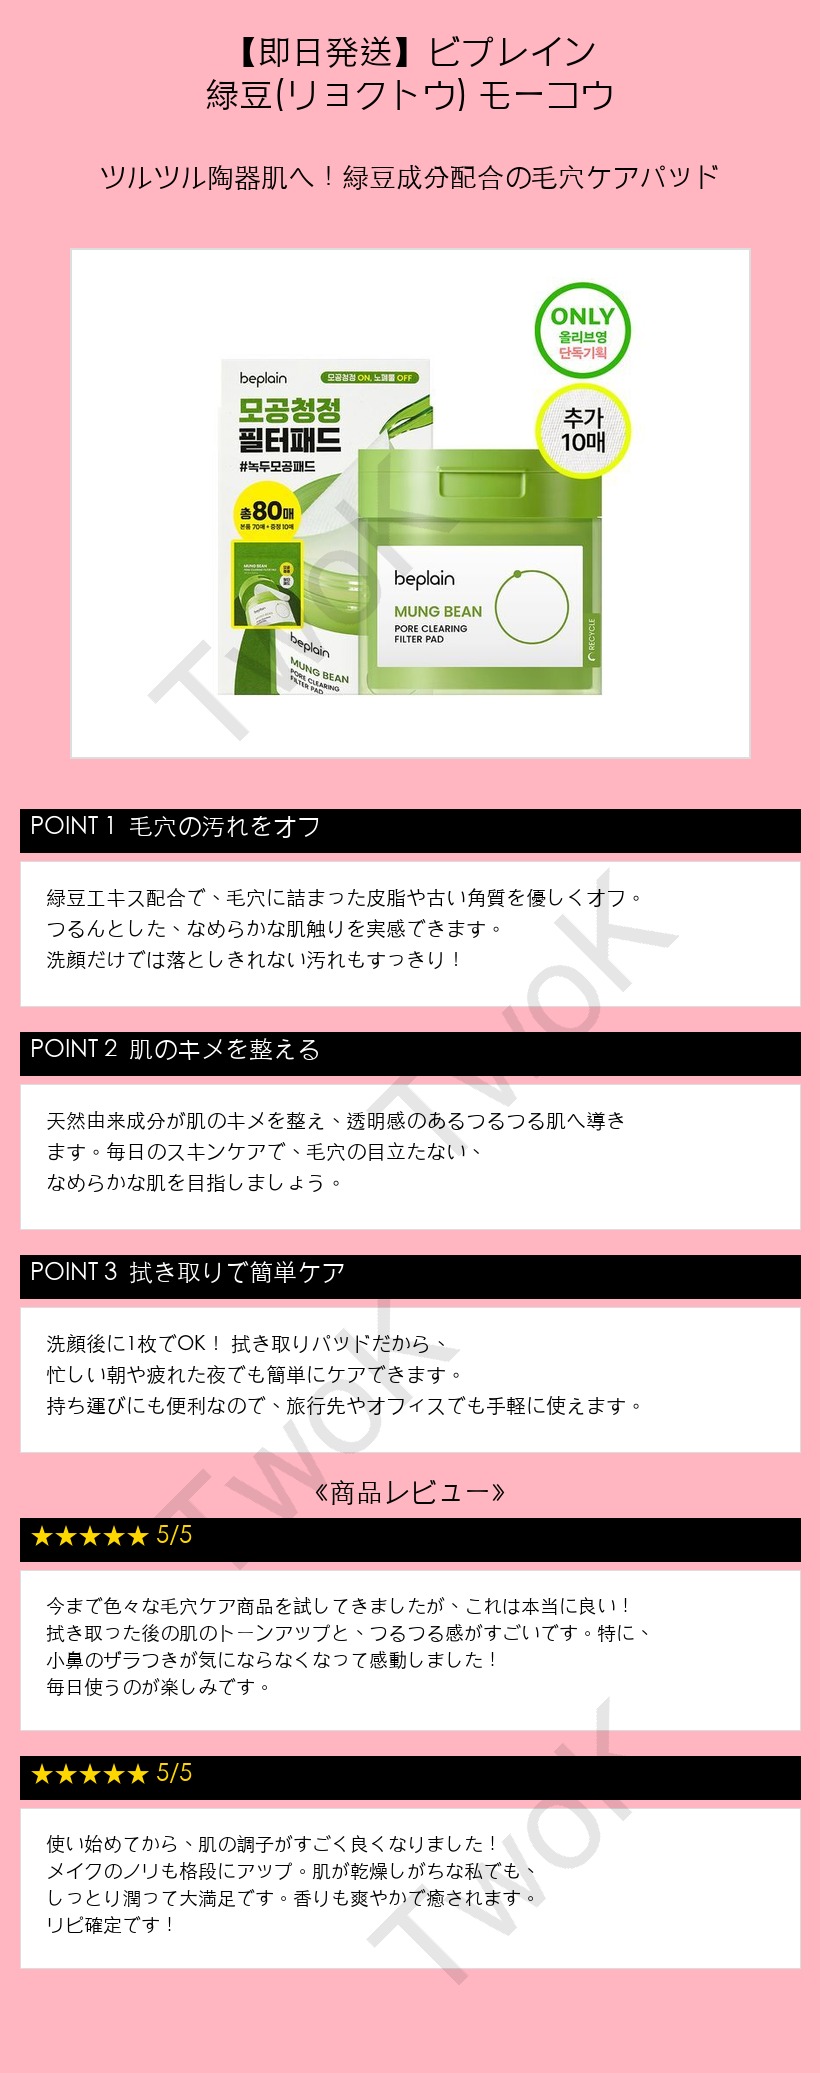 【即日発送】ビプレイン
緑豆(リョクトウ) モーコウ
ツルツル陶器肌へ！緑豆成分配合の毛穴ケアパッド
ONLY
올리브영
단독기획
추가
10매
beplain
모공청정 ON, 노폐물 OFF
모공청정
필터패드
#녹두모공패드
총80매
본품 70매 + 증정 10매
MUNG BEAN
beplain
beplain
MUNG BEAN
PORE CLEARING
FILTER PAD
beplain
MUNG BEAN
PORE CLEARING
FILTER PAD
RECYCLE
TwoK
POINT 1 毛穴の汚れをオフ
緑豆エキス配合で、毛穴に詰まった皮脂や古い角質を優しくオフ。
つるんとした、なめらかな肌触りを実感できます。
洗顔だけでは落としきれない汚れもすっきり！
TwoK
POINT 2 肌のキメを整える
天然由来成分が肌のキメを整え、透明感のあるつるつる肌へ導き
ます。毎日のスキンケアで、毛穴の目立たない、
なめらかな肌を目指しましょう。
POINT 3 拭き取りで簡単ケア
洗顔後に1枚でOK！ 拭き取りパッドだから、
忙しい朝や疲れた夜でも簡単にケアできます。
持ち運びにも便利なので、旅行先やオフィスでも手軽に使えます。
TwoK
《商品レビュー》
★★★★★ 5/5
今まで色々な毛穴ケア商品を試してきましたが、これは本当に良い！
拭き取った後の肌のトーンアップと、つるつる感がすごいです。特に、
小鼻のザラつきが気にならなくなって感動しました！
毎日使うのが楽しみです。
★★★★★ 5/5
使い始めてから、肌の調子がすごく良くなりました！
メイクのノリも格段にアップ。肌が乾燥しがちな私でも、
しっとり潤って大満足です。香りも爽やかで癒されます。
リピ確定です！
TwoK